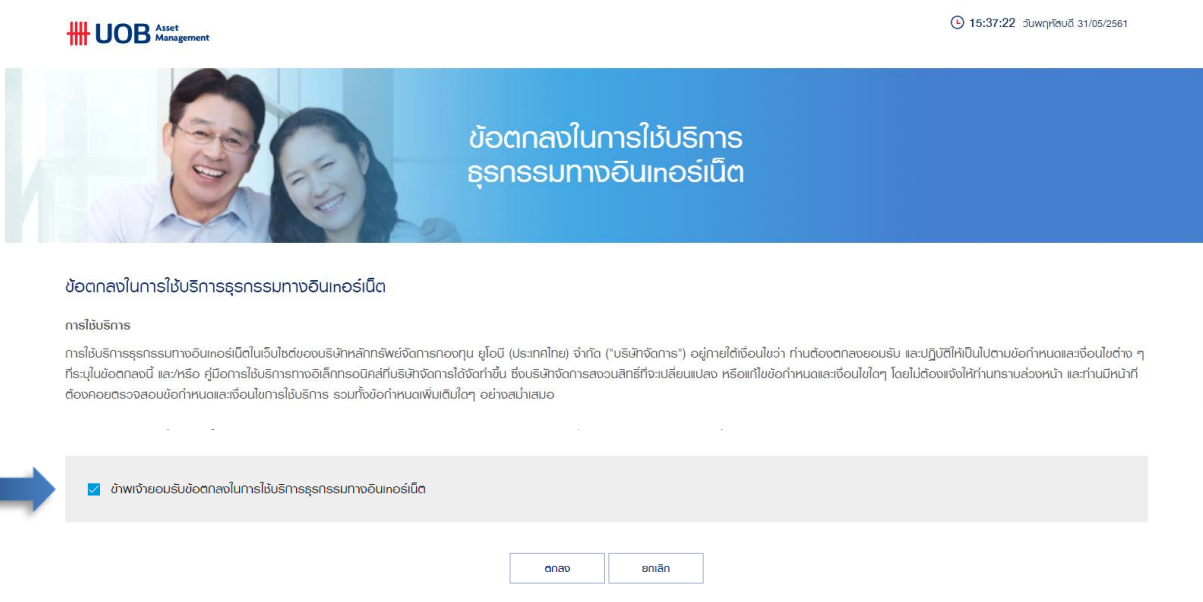 UOB Asset Management
15:37:22 วันพฤหัสบดี 31/05/2561
ข้อตกลงในการใช้บริการ
ธุรกรรมทางอินเทอร์เน็ต
ข้อตกลงในการใช้บริการธุรกรรมทางอินเทอร์เน็ต
การใช้บริการ
การใช้บริการธุรกรรมทางอินเทอร์เน็ตในเว็บไซต์ของบริษัทหลักทรัพย์จัดการกองทุน ยูโอบี (ประเทศไทย) จำกัด ("บริษัทจัดการ") อยู่ภายใต้เงื่อนไขว่า ท่านต้องตกลงยอมรับ และปฏิบัติให้เป็นไปตามข้อกำหนดและเงื่อนไขต่าง ๆ
ที่ระบุในข้อตกลงนี้ และ/หรือ คู่มือการใช้บริการทางอิเล็กทรอนิคส์ที่บริษัทจัดการได้จัดทำขึ้น ซึ่งบริษัทจัดการสงวนสิทธิ์ที่จะเปลี่ยนแปลง หรือแก้ไขข้อกำหนดและเงื่อนไขใดๆ โดยไม่ต้องแจ้งให้ท่านทราบล่วงหน้า และท่านมีหน้าที่
ต้องคอยตรวจสอบข้อกำหนดและเงื่อนไขการใช้บริการ รวมทั้งข้อกำหนดเพิ่มเติมใดๆ อย่างสม่ำเสมอ
ข้าพเจ้ายอมรับข้อตกลงในการใช้บริการธุรกรรมทางอินเทอร์เน็ต
ตกลง
ยกเลิก